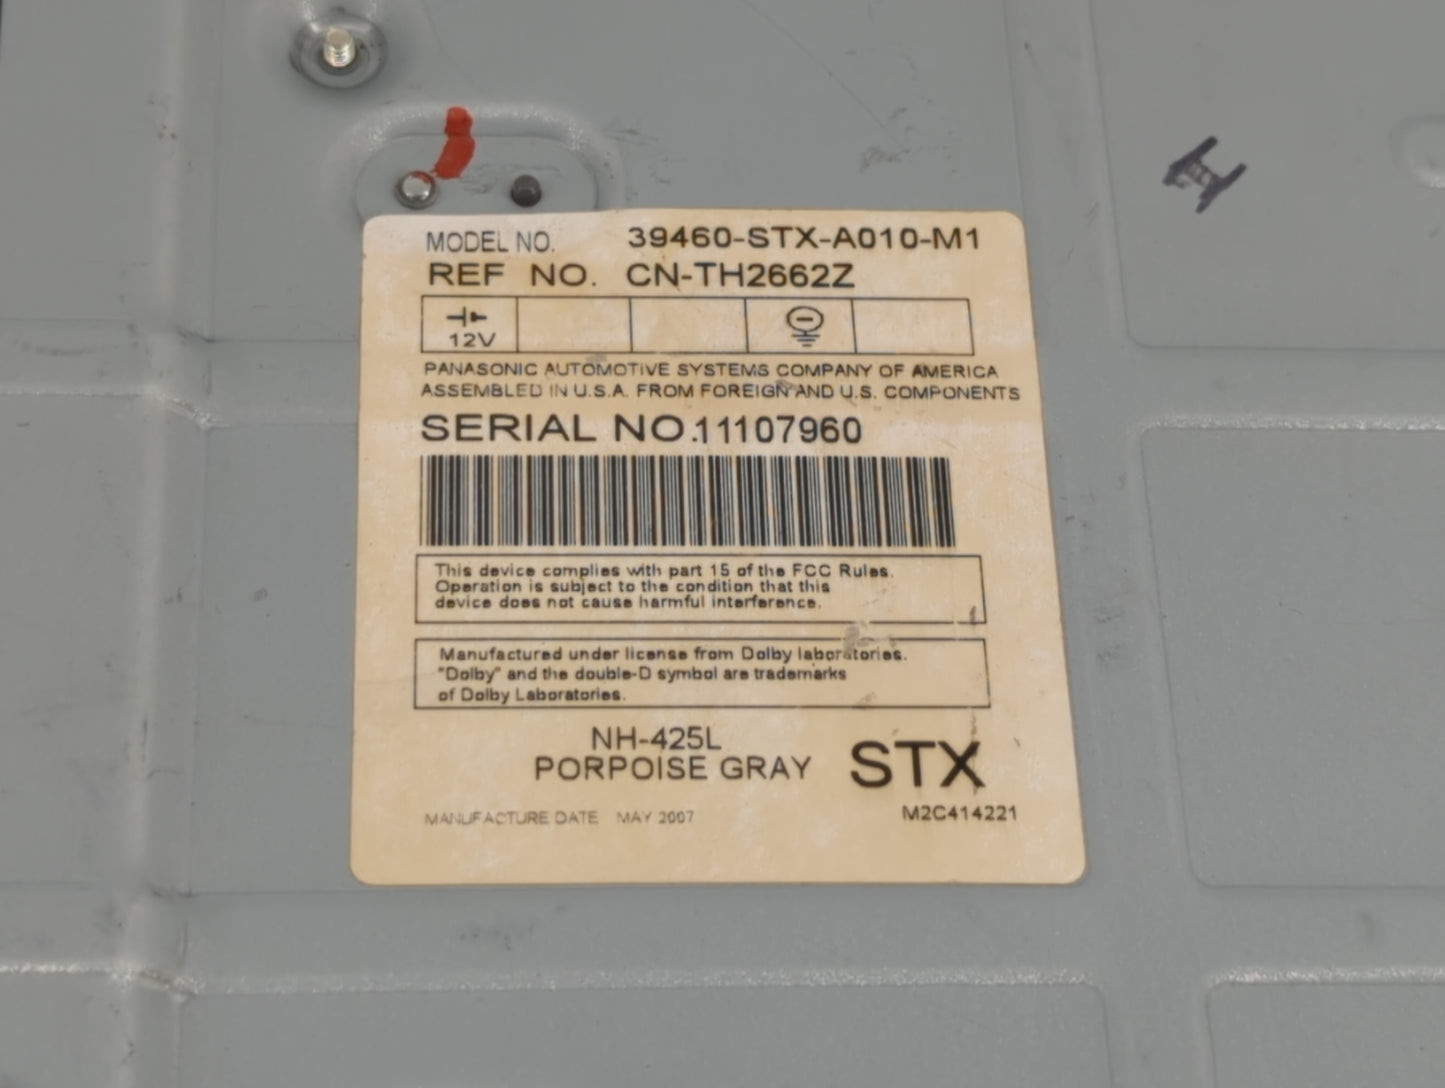 MODEL NO. 39460-STX-A010-M1
REF NO. CN-TH2662Z
12V
PANASONIC AUTOMOTIVE SYSTEMS COMPANY OF AMERICA
ASSEMBLED IN U.S.A. FROM FOREIGN AND U.S. COMPONENTS
SERIAL NO.11107960
This device complies with part 15 of the FCC Rules.
Operation is subject to the condition that this
device does not cause harmful interference.
Manufactured under license from Dolby laboratories.
"Dolby" and the double-D symbol are trademarks
of Dolby Laboratories.
NH-425L
PORPOISE GRAY STX
MANUFACTURE DATE MAY 2007 M2C414221